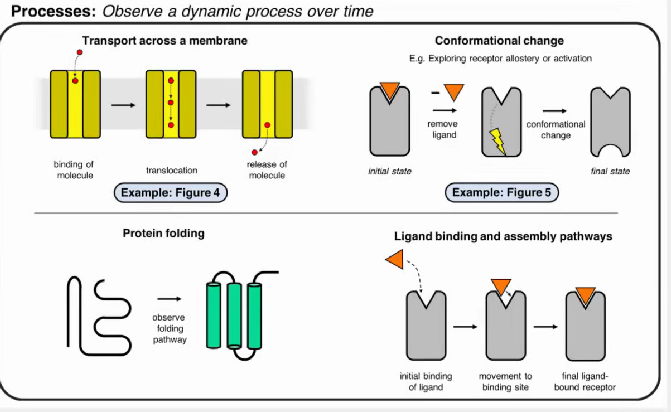 Processes: Observe a dynamic process over time
Transport across a membrane
binding of
molecule
translocation
release of
molecule
Example: Figure 4
Conformational change
E.g. Exploring receptor allostery or activation
–
remove
ligand
conformational
change
initial state
final state
Example: Figure 5
Protein folding
observe
folding
pathway
Ligand binding and assembly pathways
initial binding
of ligand
movement to
binding site
final ligand-
bound receptor